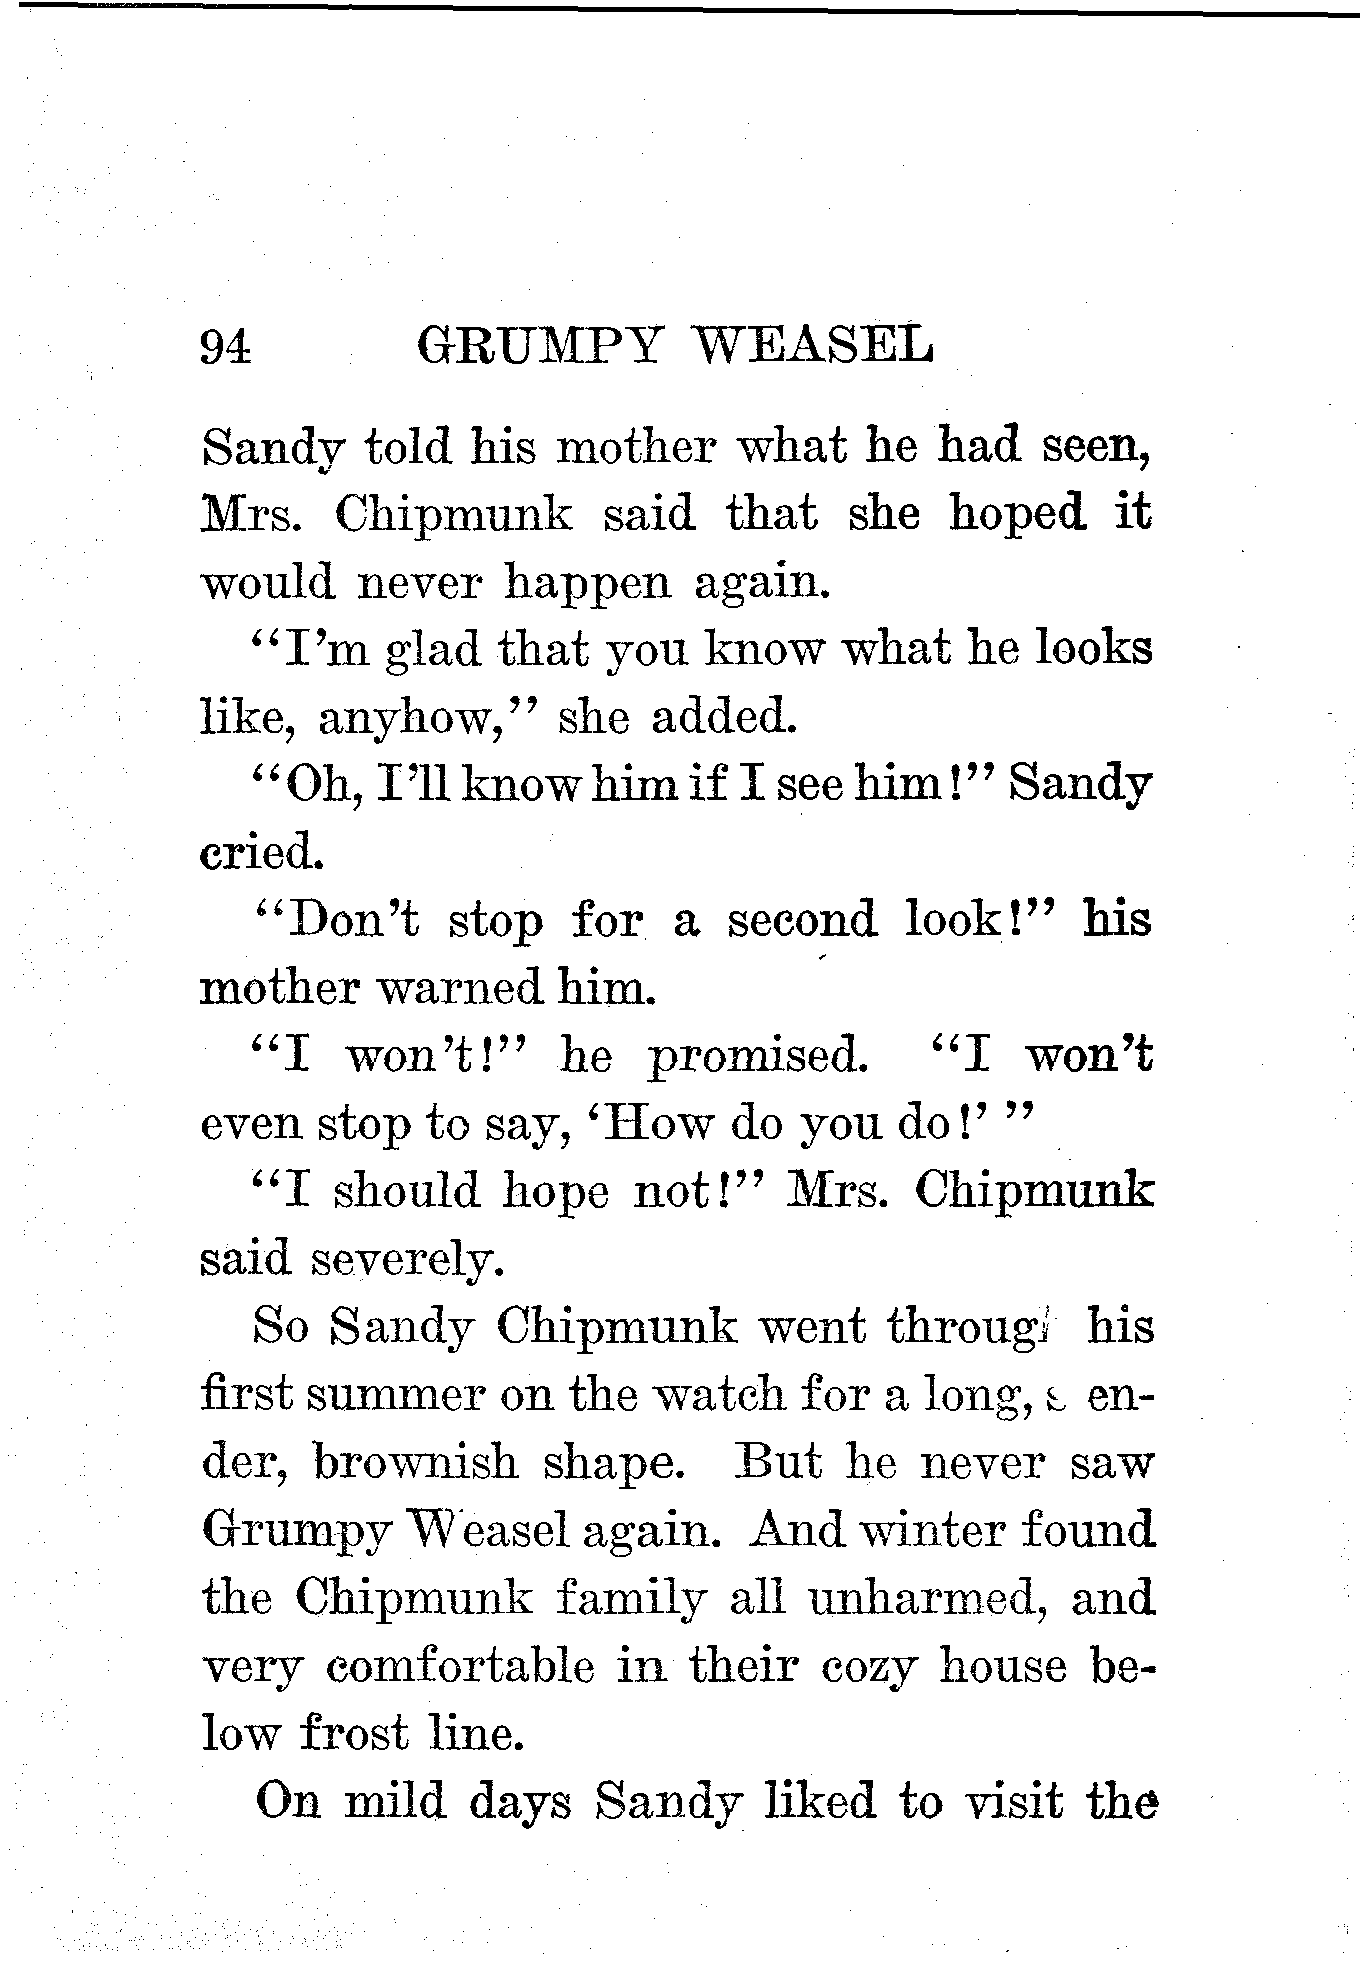 94 GRUMPY WEASEL
Sandy told his mother what he had seen,
Mrs. Chipmunk said that she hoped it
would never happen again.
“I’m glad that you know what he looks
like, anyhow,” she added.
“Oh, I’ll know him if I see him!” Sandy
cried.
“Don’t stop for a second look!” his
mother warned him.
“I won’t!” he promised. “I won’t
even stop to say, ‘How do you do!’ ”
“I should hope not!” Mrs. Chipmunk
said severely.
So Sandy Chipmunk went through his
first summer on the watch for a long, slen-
der, brownish shape. But he never saw
Grumpy Weasel again. And winter found
the Chipmunk family all unharmed, and
very comfortable in their cozy house be-
low frost line.
On mild days Sandy liked to visit the